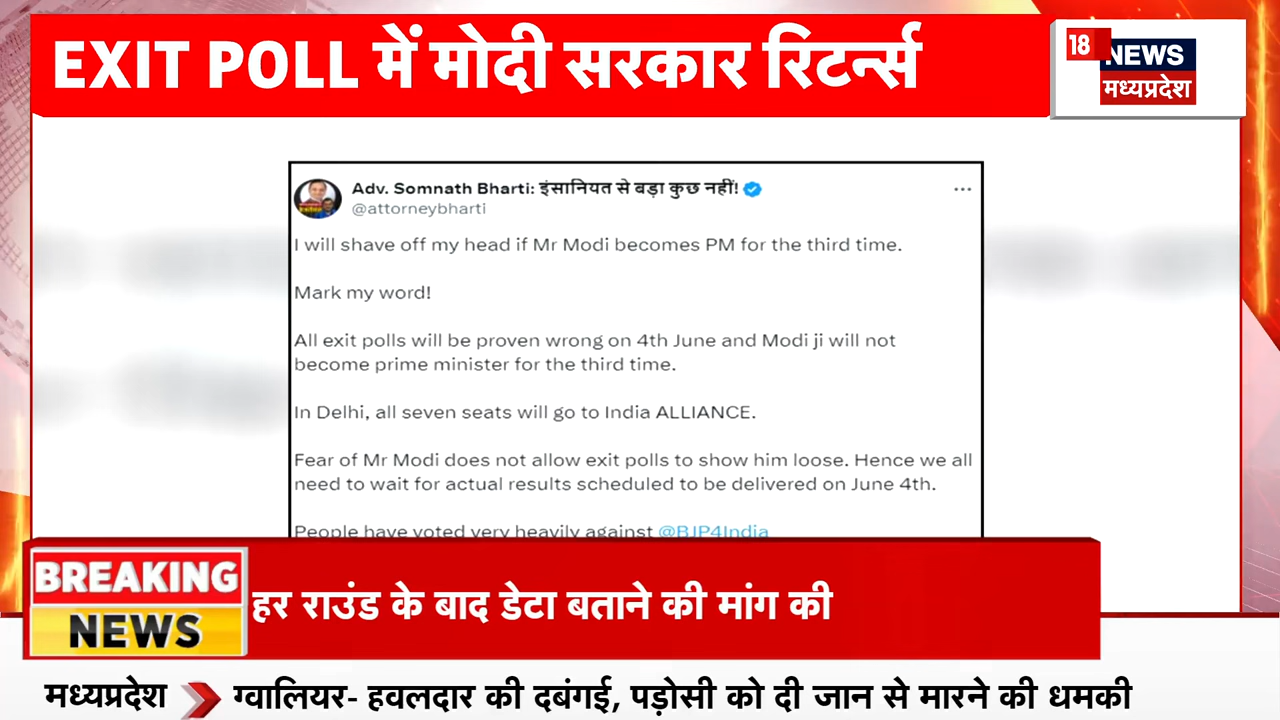 EXIT POLL में मोदी सरकार रिटर्न्स
18
NEWS
मध्यप्रदेश
Adv. Somnath Bharti: इंसानियत से बड़ा कुछ नहीं!
@attorneybharti
I will shave off my head if Mr Modi becomes PM for the third time.
Mark my word!
All exit polls will be proven wrong on 4th June and Modi ji will not
become prime minister for the third time.
In Delhi, all seven seats will go to India ALLIANCE.
Fear of Mr Modi does not allow exit polls to show him loose. Hence we all
need to wait for actual results scheduled to be delivered on June 4th.
People have voted very heavily against @BJP4India
BREAKING
NEWS
हर राउंड के बाद डेटा बताने की मांग की
मध्यप्रदेश ग्वालियर- हवलदार की दबंगई, पड़ोसी को दी जान से मारने की धमकी